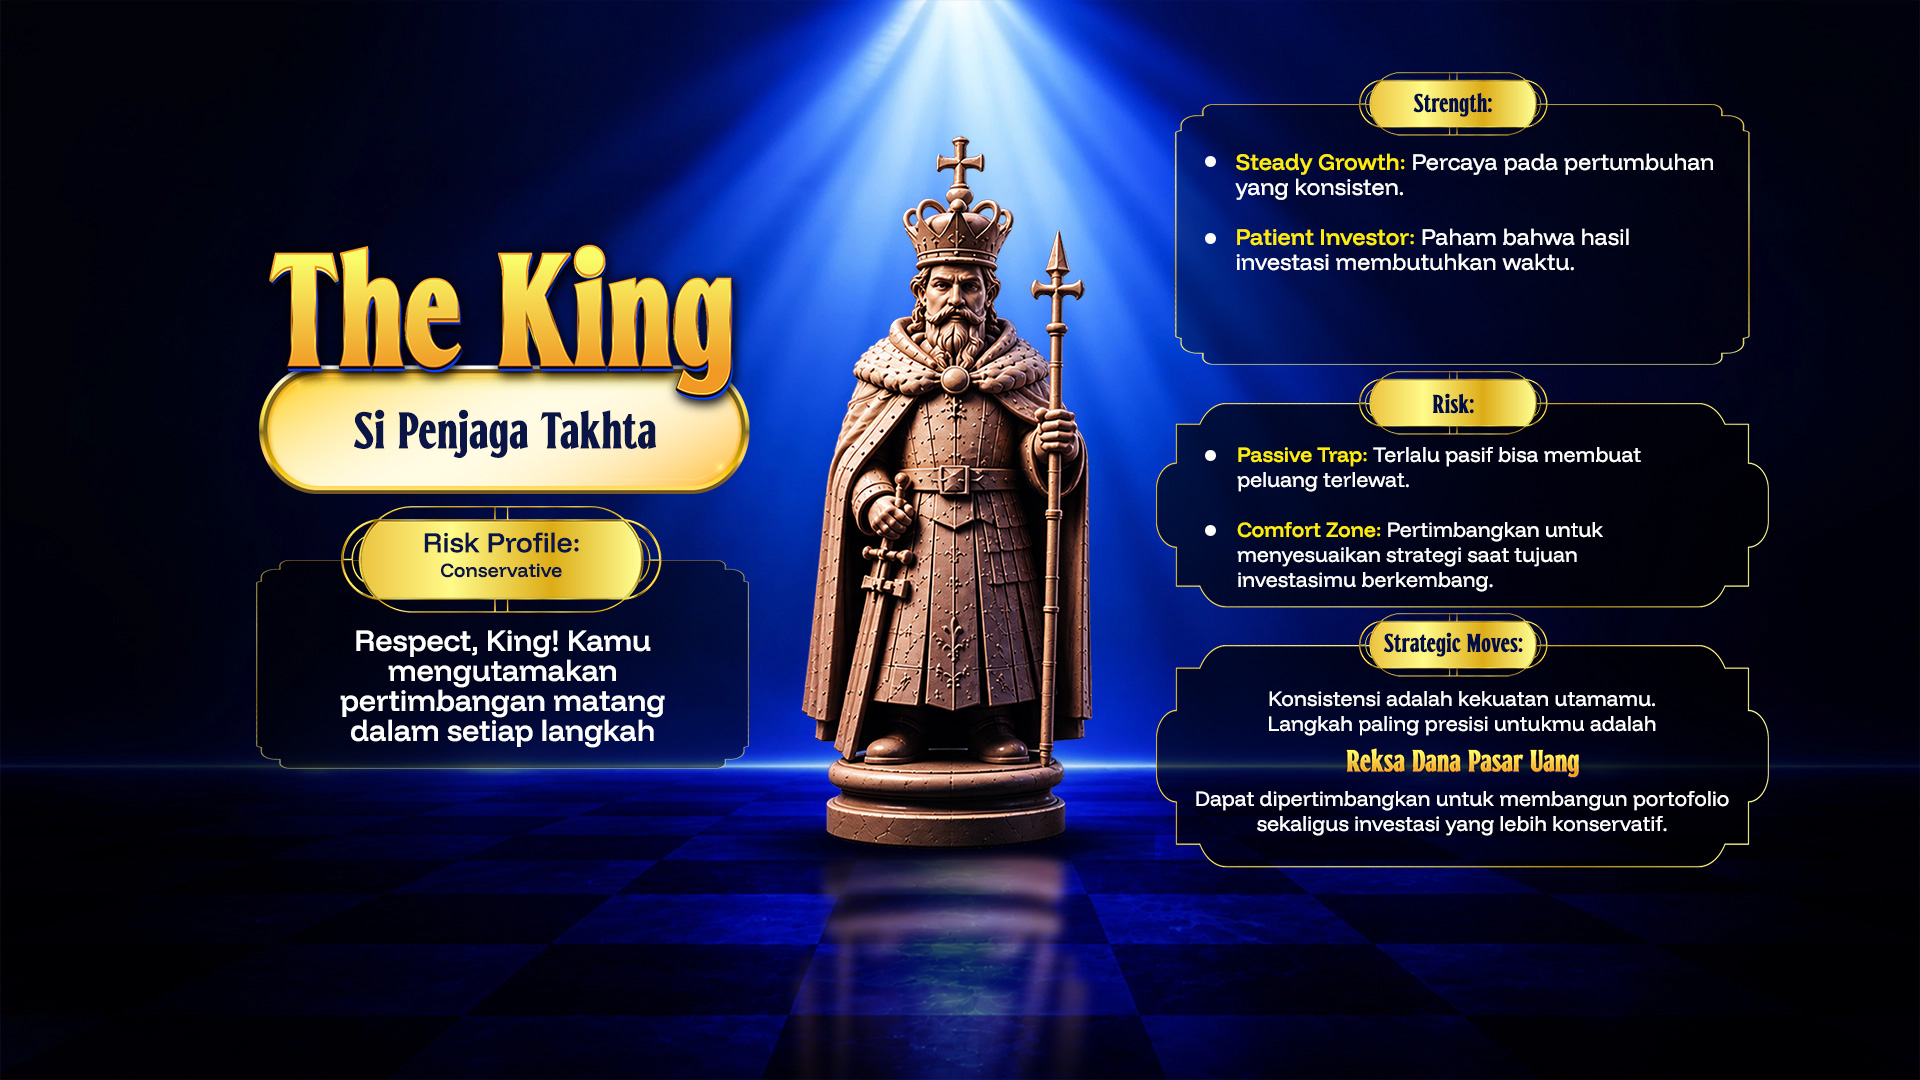 The King
Si Penjaga Takhta
Risk Profile:
Conservative
Respect, King! Kamu
mengutamakan
pertimbangan matang
dalam setiap langkah
Strength:
Steady Growth: Percaya pada pertumbuhan
yang konsisten.
Patient Investor: Paham bahwa hasil
investasi membutuhkan waktu.
Risk:
Passive Trap: Terlalu pasif bisa membuat
peluang terlewat.
Comfort Zone: Pertimbangkan untuk
menyesuaikan strategi saat tujuan
investasimu berkembang.
Strategic Moves:
Konsistensi adalah kekuatan utamamu.
Langkah paling presisi untukmu adalah
Reksa Dana Pasar Uang
Dapat dipertimbangkan untuk membangun portofolio
sekaligus investasi yang lebih konservatif.